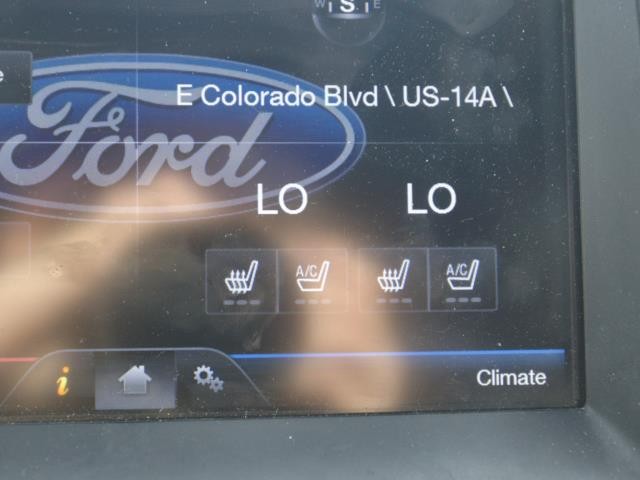 W S E
e
Ford
E Colorado Blvd \ US-14A \
LO LO
A/C A/C
i
Climate